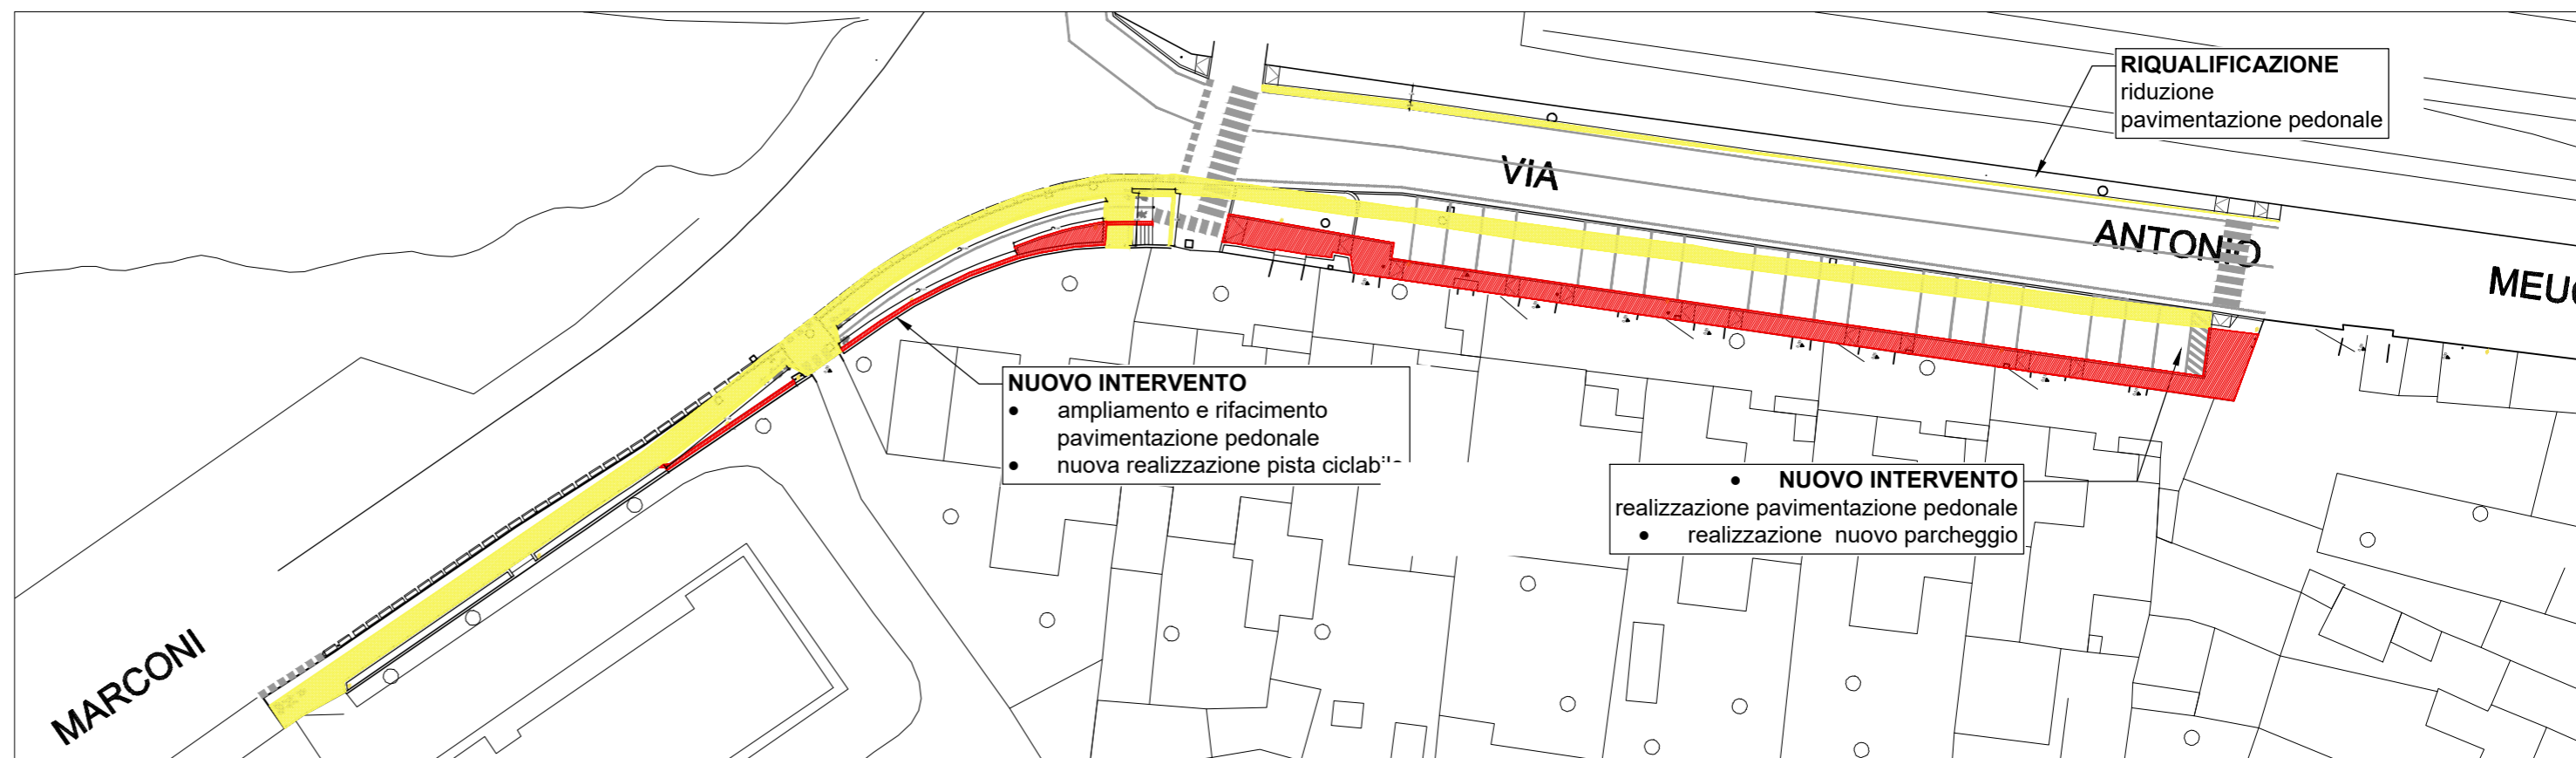 RIQUALIFICAZIONE
riduzione
pavimentazione pedonale
VIA
ANTONIO
NUOVO INTERVENTO
• ampliamento e rifacimento
pavimentazione pedonale
• nuova realizzazione pista ciclabile
• NUOVO INTERVENTO
realizzazione pavimentazione pedonale
• realizzazione nuovo parcheggio
MARCONI